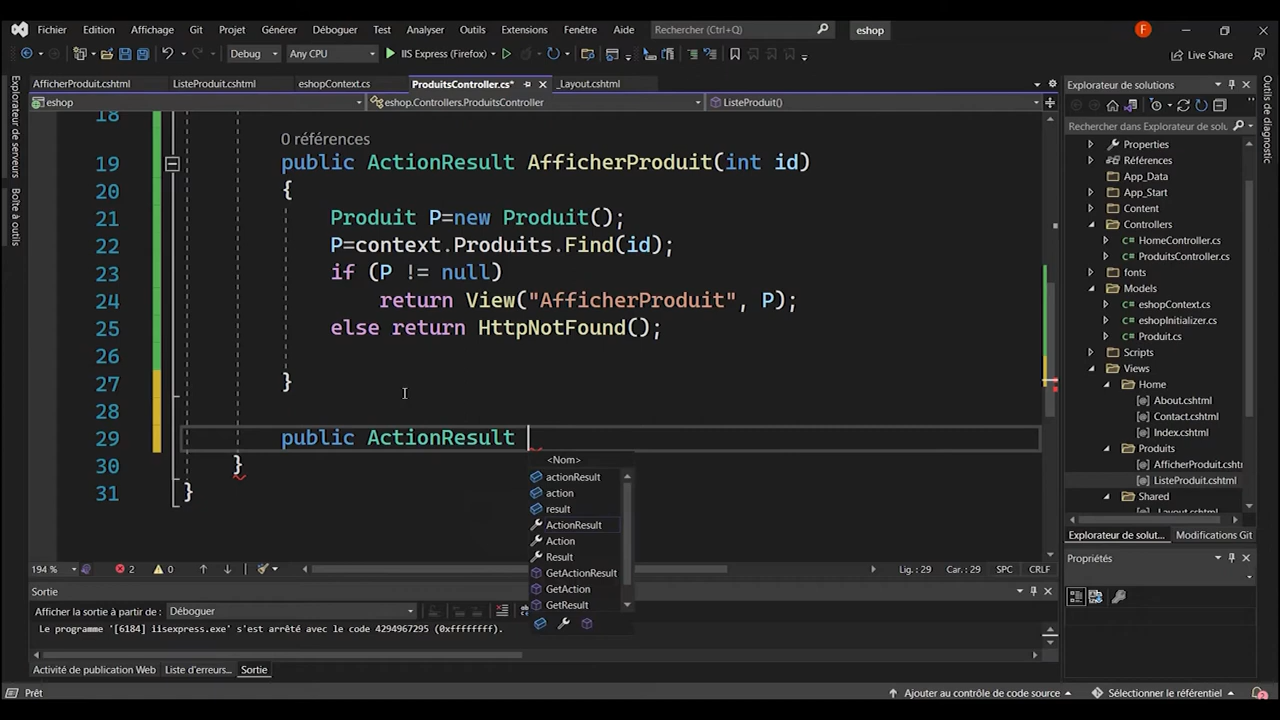 Fichier Edition Affichage Git Projet Générer Déboguer Test Analyser Outils Extensions Fenêtre Aide Rechercher (Ctrl+Q) eshop F
Debug Any CPU IIS Express (Firefox) Live Share
AfficherProduit.cshtml ListeProduit.cshtml eshopContext.cs ProduitsController.cs* _Layout.cshtml
eshop eshop.Controllers.ProduitsController ListeProduit()
Explorateur de serveurs
Boîte à outils
18
0 références
19 public ActionResult AfficherProduit(int id)
20 {
21 Produit P=new Produit();
22 P=context.Produits.Find(id);
23 if (P != null)
24 return View("AfficherProduit", P);
25 else return HttpNotFound();
26
27 }
28
29 public ActionResult
30 }
31 }
<Nom>
actionResult
action
result
ActionResult
Action
Result
GetActionResult
GetAction
GetResult
194 % 2 0 Lig. : 29 Car. : 29 SPC CRLF
Sortie
Afficher la sortie à partir de : Déboguer
Le programme '[6184] iisexpress.exe' s'est arrêté avec le code 4294967295 (0xffffffff).
Activité de publication Web Liste d'erreurs... Sortie
Prêt Ajouter au contrôle de code source Sélectionner le référentiel 2
Explorateur de solutions
Rechercher dans Explorateur de solu
Properties
Références
App_Data
App_Start
Content
Controllers
HomeController.cs
ProduitsController.cs
fonts
Models
eshopContext.cs
eshopInitializer.cs
Produit.cs
Scripts
Views
Home
About.cshtml
Contact.cshtml
Index.cshtml
Produits
AfficherProduit.cshtm
ListeProduit.cshtml
Shared
_Layout.cshtml
Explorateur de solut... Modifications Git
Propriétés
Outils de diagnostic